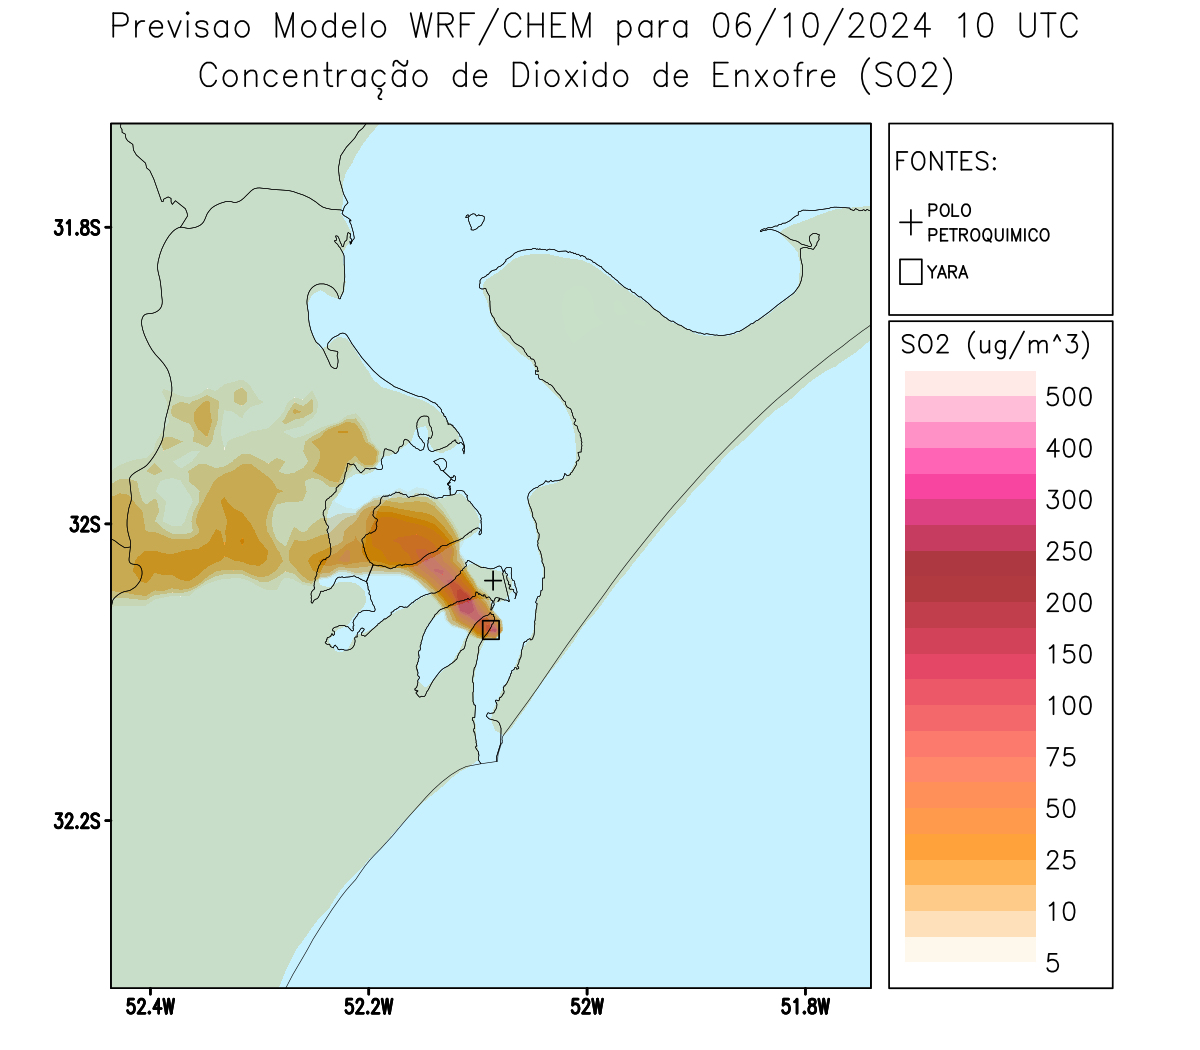 Previsao Modelo WRF/CHEM para 06/10/2024 10 UTC
Concentração de Dioxido de Enxofre (SO2)
FONTES:
POLO
PETROQUIMICO
YARA
SO2 (ug/m^3)
500
400
300
250
200
150
100
75
50
25
10
5
31.8S
32S
32.2S
52.4W
52.2W
52W
51.8W